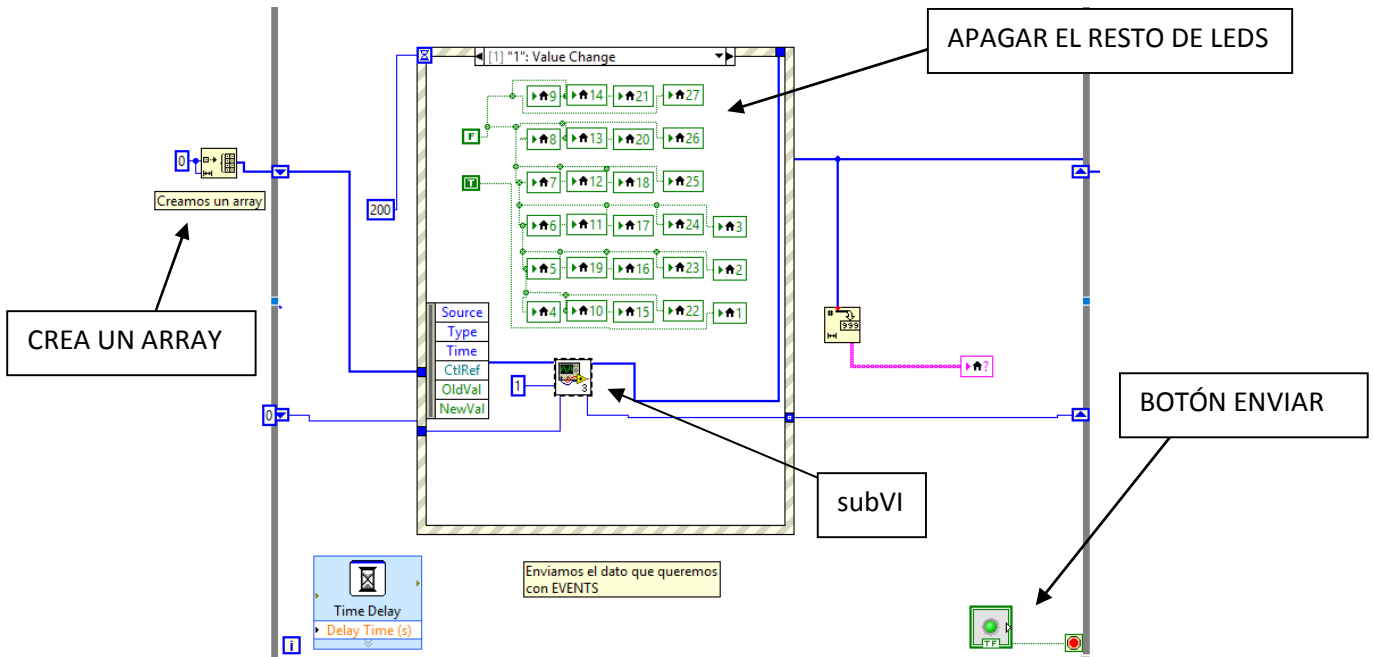 APAGAR EL RESTO DE LEDS
[1] "1": Value Change
9 14 21 27
F
8 13 20 26
0
T
7 12 18 25
Creamos un array
200
6 11 17 24 3
5 19 16 23 2
4 10 15 22 1
CREA UN ARRAY
Source
Type
Time
CtlRef
OldVal
NewVal
1
3
#
999
?
0
BOTÓN ENVIAR
subVI
Enviamos el dato que queremos
con EVENTS
Time Delay
Delay Time (s)
i
TF